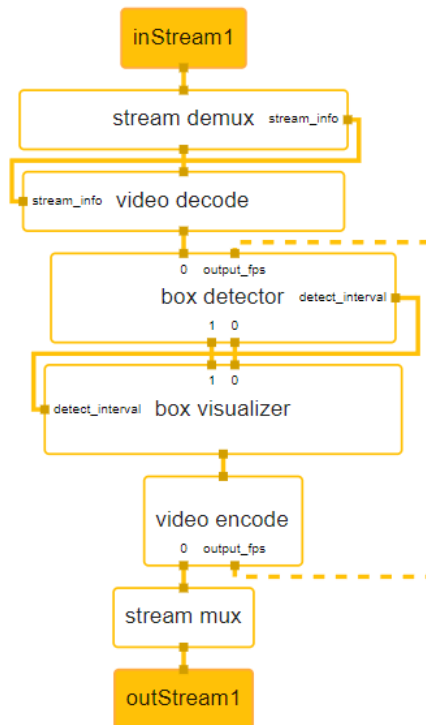 inStream1
stream demux stream_info
stream_info video decode
0 output_fps
box detector detect_interval
1 0
1 0
detect_interval box visualizer
video encode
0 output_fps
stream mux
outStream1